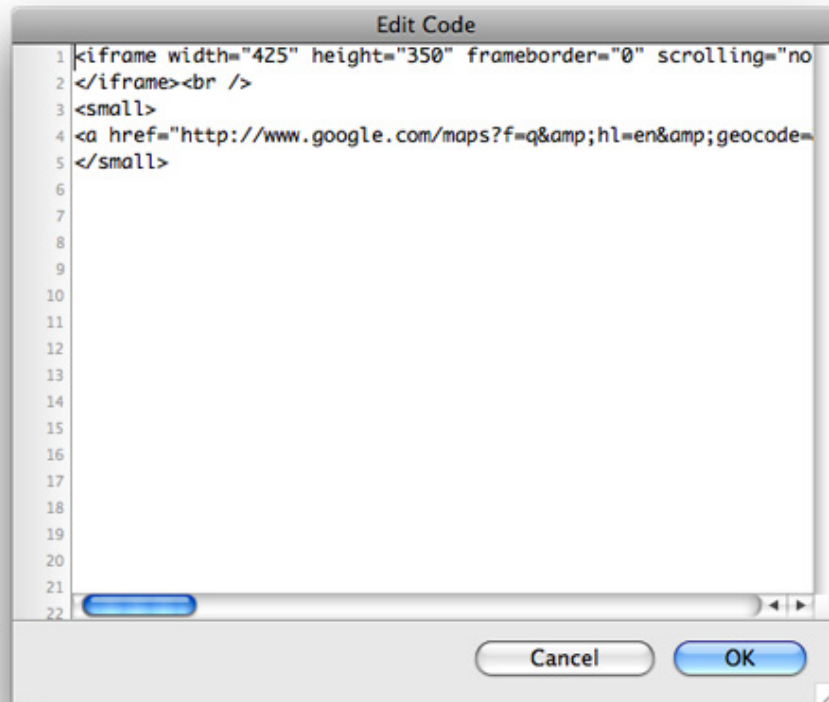 Edit Code
1 <iframe width="425" height="350" frameborder="0" scrolling="no
2 </iframe><br />
3 <small>
4 <a href="http://www.google.com/maps?f=q&amp;hl=en&amp;geocode=
5 </small>
6
7
8
9
10
11
12
13
14
15
16
17
18
19
20
21
22
Cancel OK